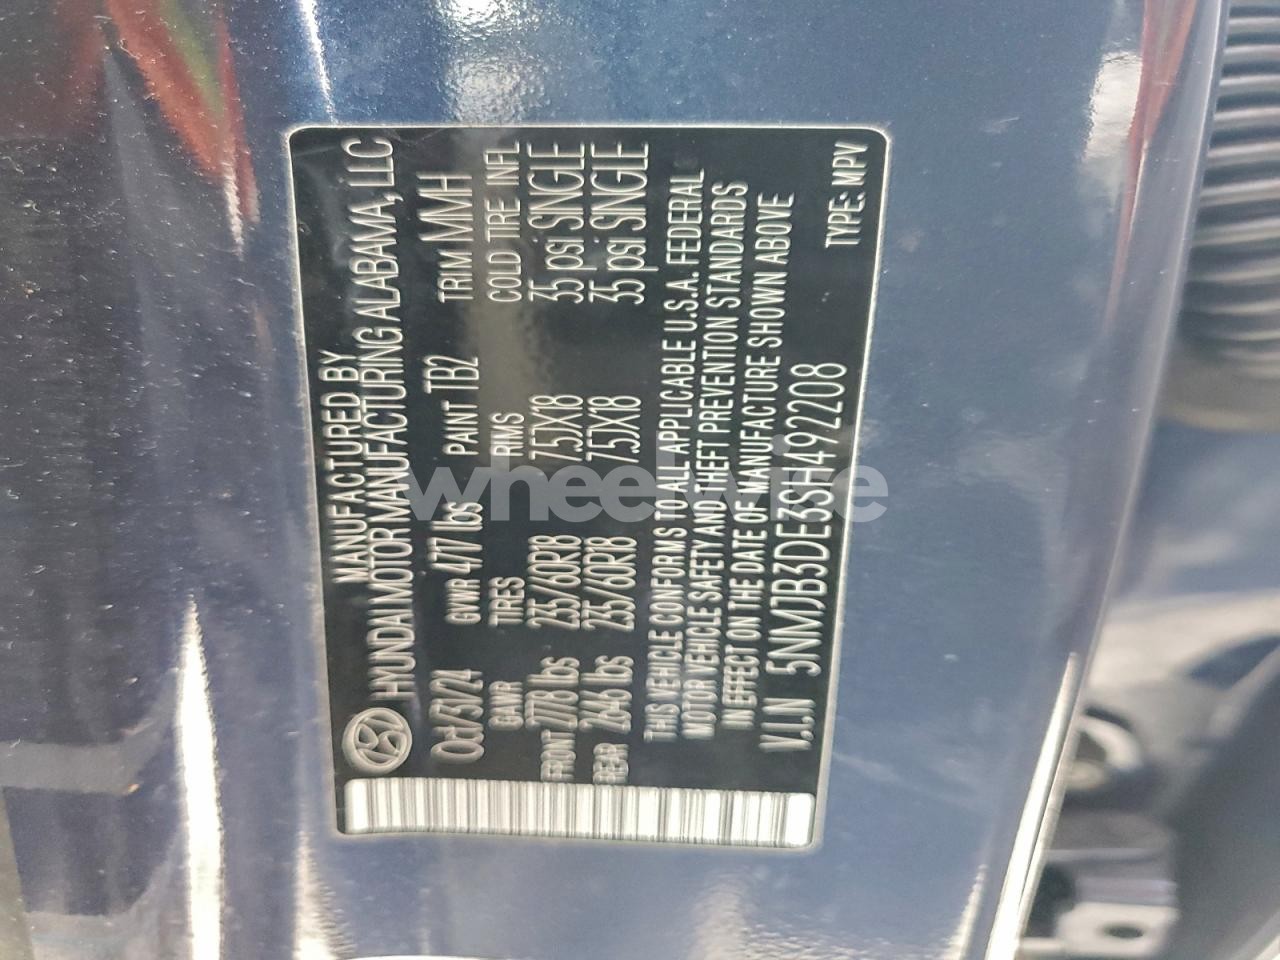 MANUFACTURED BY
HYUNDAI MOTOR MANUFACTURING ALABAMA, LLC
Oct/31/24 GVWR 4717 lbs PAINT TB2 TRIM MMH
GAWR TIRES RIMS COLD TIRE INFL
FRONT 2778 lbs 235/60R18 7.5JX18 35 psi SINGLE
REAR 2646 lbs 235/60R18 7.5JX18 35 psi SINGLE
THIS VEHICLE CONFORMS TO ALL APPLICABLE U.S.A. FEDERAL
MOTOR VEHICLE SAFETY AND THEFT PREVENTION STANDARDS
IN EFFECT ON THE DATE OF MANUFACTURE SHOWN ABOVE
V.I.N 5NMJB3DE3SH492208 TYPE: MPV
wheelwise